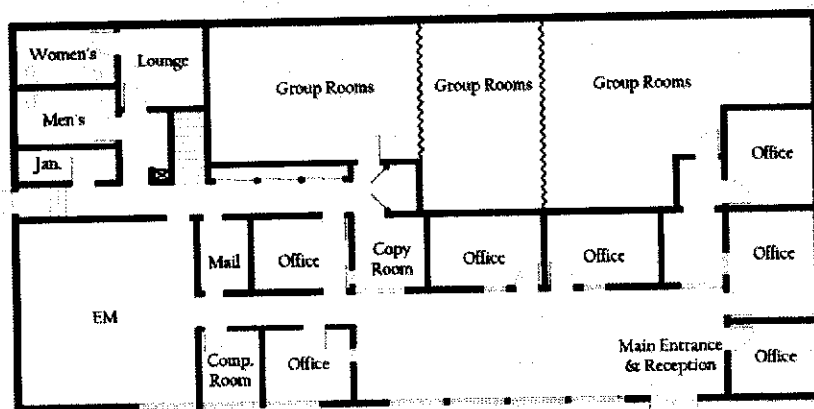 Women's
Lounge
Group Rooms
Group Rooms
Group Rooms
Men's
Jan.
Office
Mail
Office
Copy
Room
Office
Office
Office
EM
Comp.
Room
Office
Main Entrance
& Reception
Office